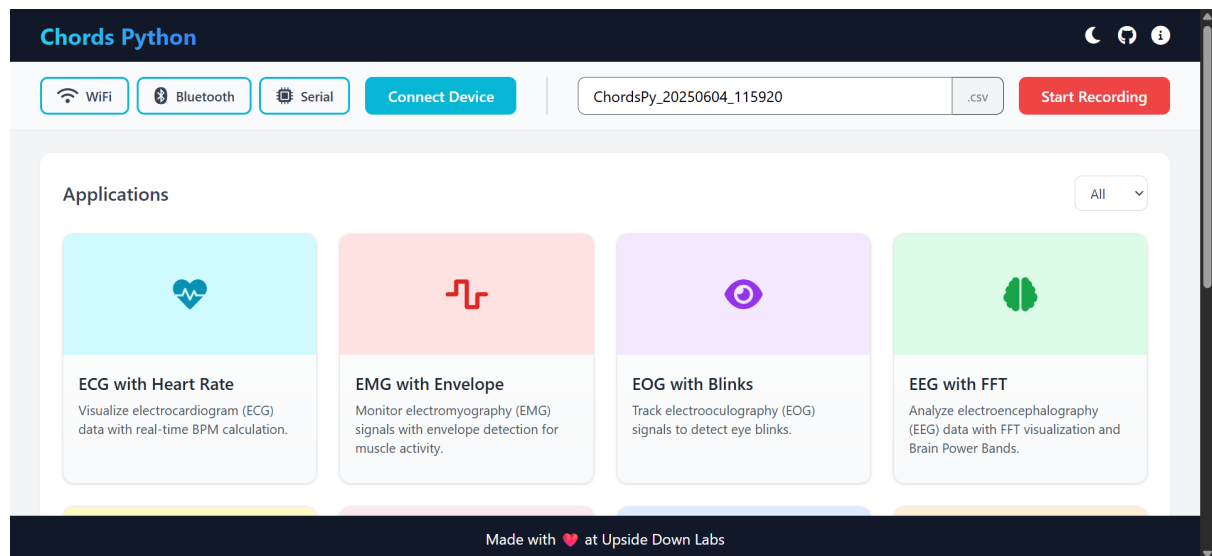 Chords Python
WiFi
Bluetooth
Serial
Connect Device
ChordsPy_20250604_115920
.csv
Start Recording
Applications
All
ECG with Heart Rate
Visualize electrocardiogram (ECG)
data with real-time BPM calculation.
EMG with Envelope
Monitor electromyography (EMG)
signals with envelope detection for
muscle activity.
EOG with Blinks
Track electrooculography (EOG)
signals to detect eye blinks.
EEG with FFT
Analyze electroencephalography
(EEG) data with FFT visualization and
Brain Power Bands.
Made with ❤️ at Upside Down Labs